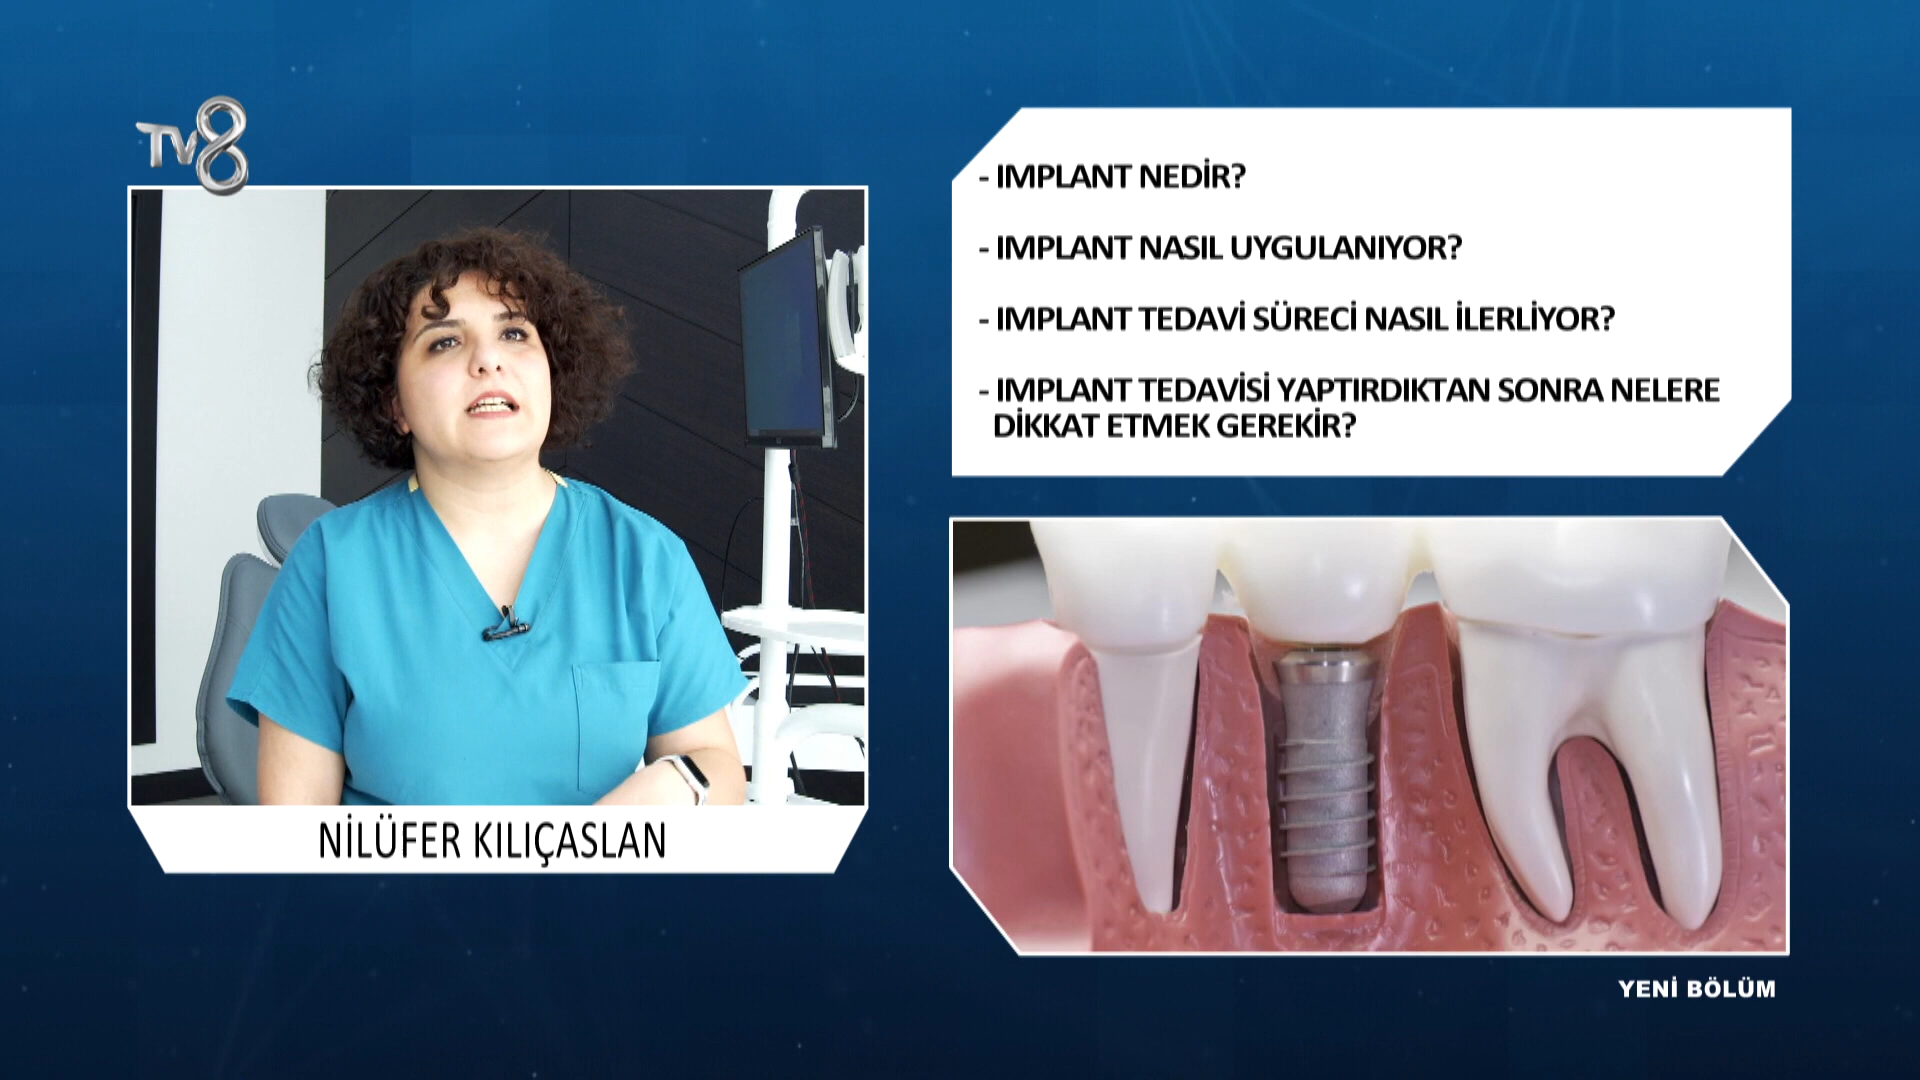 TV8
- IMPLANT NEDİR?
- IMPLANT NASIL UYGULANIYOR?
- IMPLANT TEDAVİ SÜRECİ NASIL İLERLİYOR?
- IMPLANT TEDAVİSİ YAPTIRDIKTAN SONRA NELERE
DİKKAT ETMEK GEREKİR?
NİLÜFER KILIÇASLAN
YENİ BÖLÜM